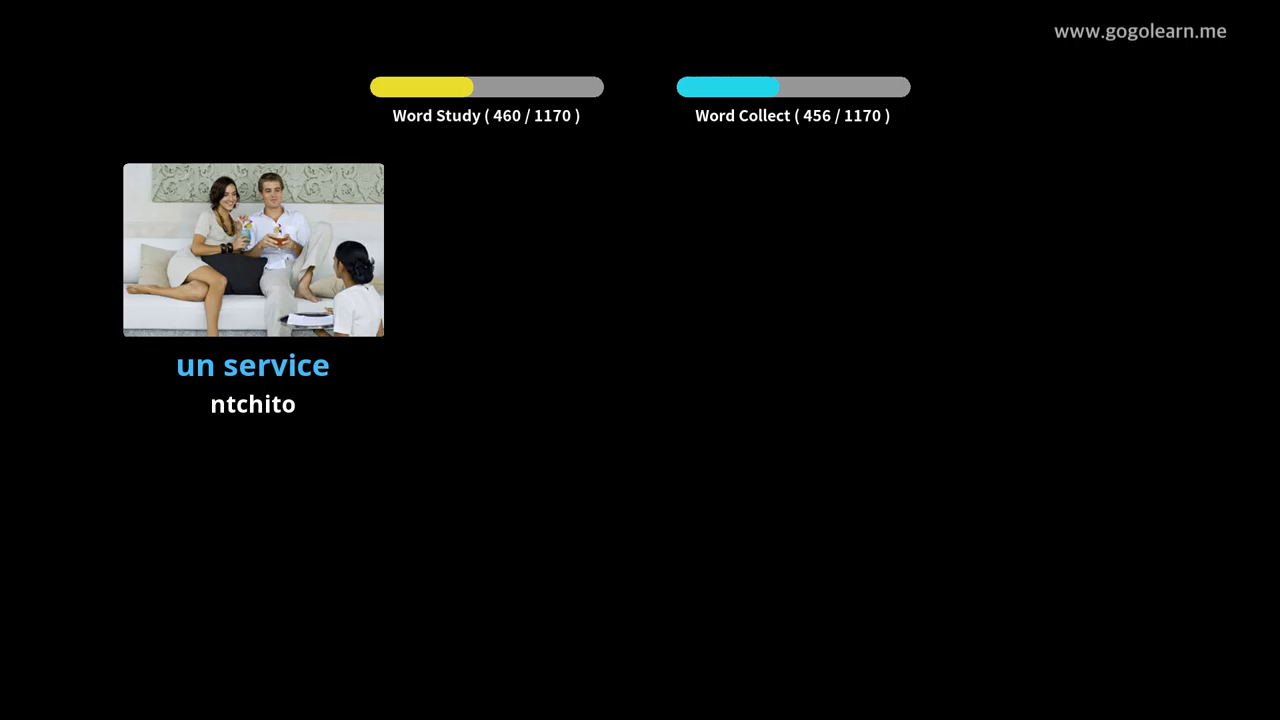 www.gogolearn.me
Word Study ( 460 / 1170 )
Word Collect ( 456 / 1170 )
un service
ntchito